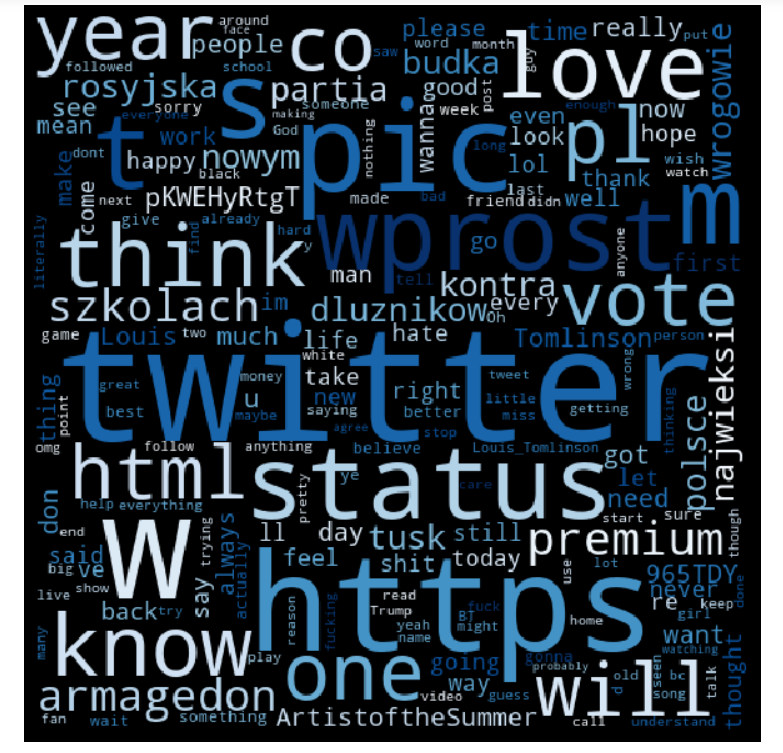 year
around
face
people
co
please
word
month
time
really
put
followed
saw
budka
love
guy
rosyjska
school
s
partia
good
post
see
sorry
someone
wanna
week
even
enough
now
wrogowie
mean
everyone
making
God
nothing
pic
look
pl
hope
t
work
long
dont
happy
nowym
lol
wish
make
black
thank
watch
come
next
pKWEHyRtgT
made
bad
last
friend
didn
well
m
literally
give
already
find
hard
y
wprost
go
anyone
first
think
man
tell
kontra
szkolach
im
dluznikow
every
Oh
vote
game
Louis
two
much
life
hate
Tomlinson
person
white
twitter
great
money
take
right
tweet
wrong
thing
point
best
u
maybe
new
saying
better
little
miss
getting
thinking
najwieksi
polsce
agree
stop
omg
follow
anything
believe
Louis_Tomlinson
got
html
status
ye
pretty
care
let
need
don
help
everything
start
sure
though
end
w
trying
always
ll
day
tusk
still
premium
said
big
ve
actually
feel
shit
today
use
lot
965TDY
never
done
live
show
say
https
read
re
keep
back
try
reason
fucking
Trump
yeah
name
BJ
fuck
might
home
girl
want
many
know
play
one
going
gonna
probably
watching
way
guess
will
old
d
seen
bc
song
talk
thought
armagedon
video
fan
wait
something
ArtistoftheSummer
call
understand